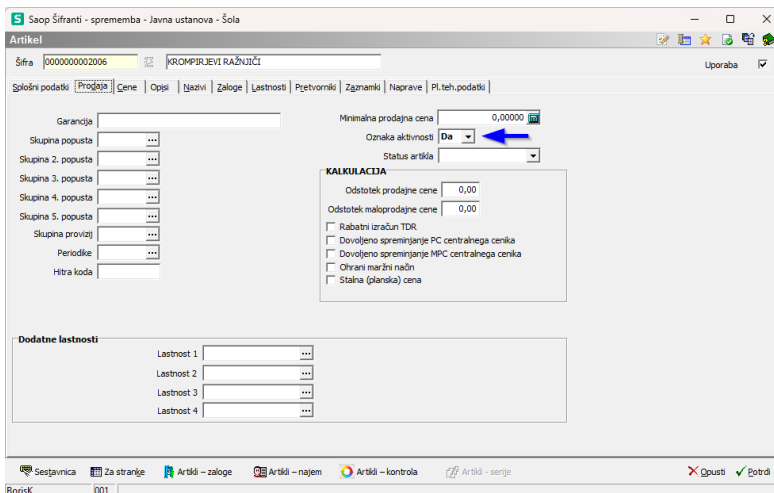 Saop Šifranti - sprememba - Javna ustanova - Šola
Artikel
Šifra 0000000002006 KROMPIRJEVI RAŽNJIČI Uporaba
Splošni podatki Prodaja Cene Opisi Nazivi Zaloge Lastnosti Pretvorniki Zaznamki Naprave Pl.teh.podatki
Garancija
Skupina popusta ...
Skupina 2. popusta ...
Skupina 3. popusta ...
Skupina 4. popusta ...
Skupina 5. popusta ...
Skupina provizij ...
Periodike ...
Hitra koda
Minimalna prodajna cena 0,00000
Oznaka aktivnosti Da
Status artikla
KALKULACIJA
Odstotek prodajne cene 0,00
Odstotek maloprodajne cene 0,00
Rabatni izračun TDR
Dovoljeno spreminjanje PC centralnega cenika
Dovoljeno spreminjanje MPC centralnega cenika
Ohrani maržni način
Stalna (planska) cena
Dodatne lastnosti
Lastnost 1 ...
Lastnost 2 ...
Lastnost 3 ...
Lastnost 4 ...
Sestavnica Za stranke Artikli – zaloge Artikli – najem Artikli – kontrola Artikli - serije Opusti Potrdi
BorisK 001